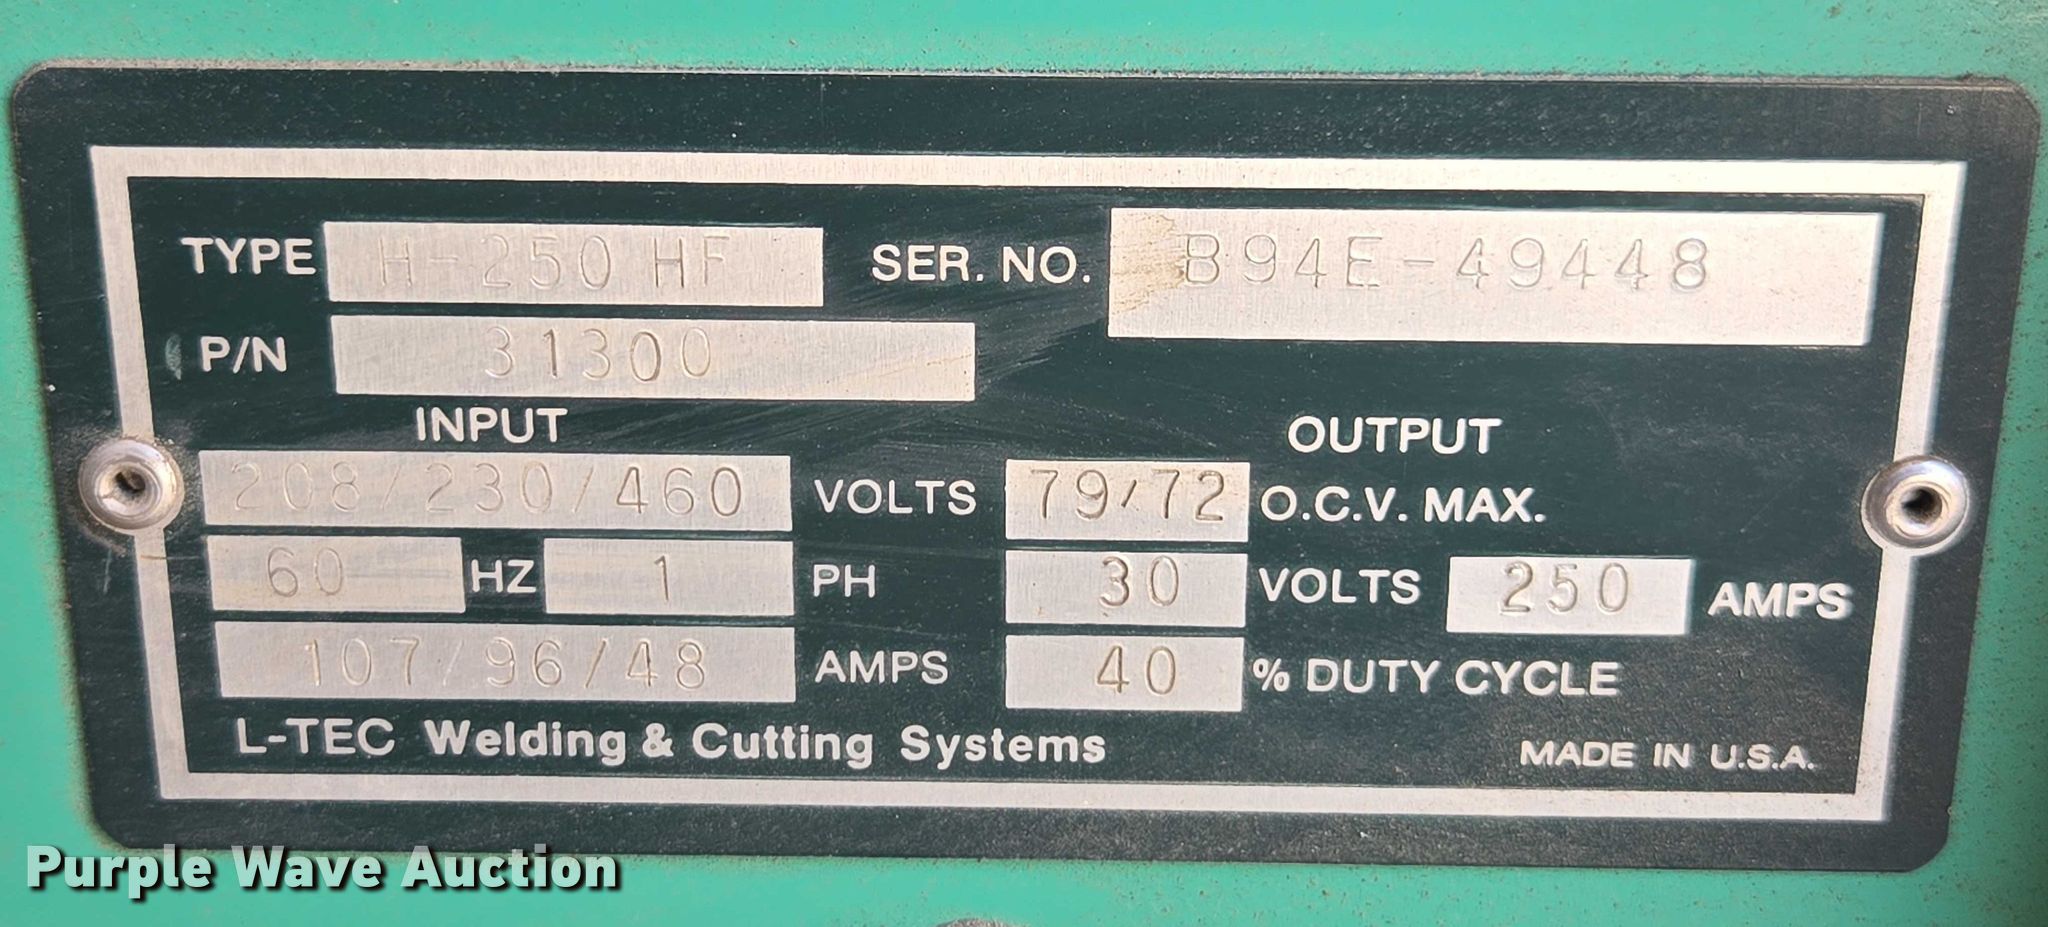 TYPE H-250 HF SER. NO. B94E-49448
P/N 31300
INPUT OUTPUT
208/230/460 VOLTS 79/72 O.C.V. MAX.
60 HZ 1 PH 30 VOLTS 250 AMPS
107/96/48 AMPS 40 % DUTY CYCLE
L-TEC Welding & Cutting Systems MADE IN U.S.A.
Purple Wave Auction